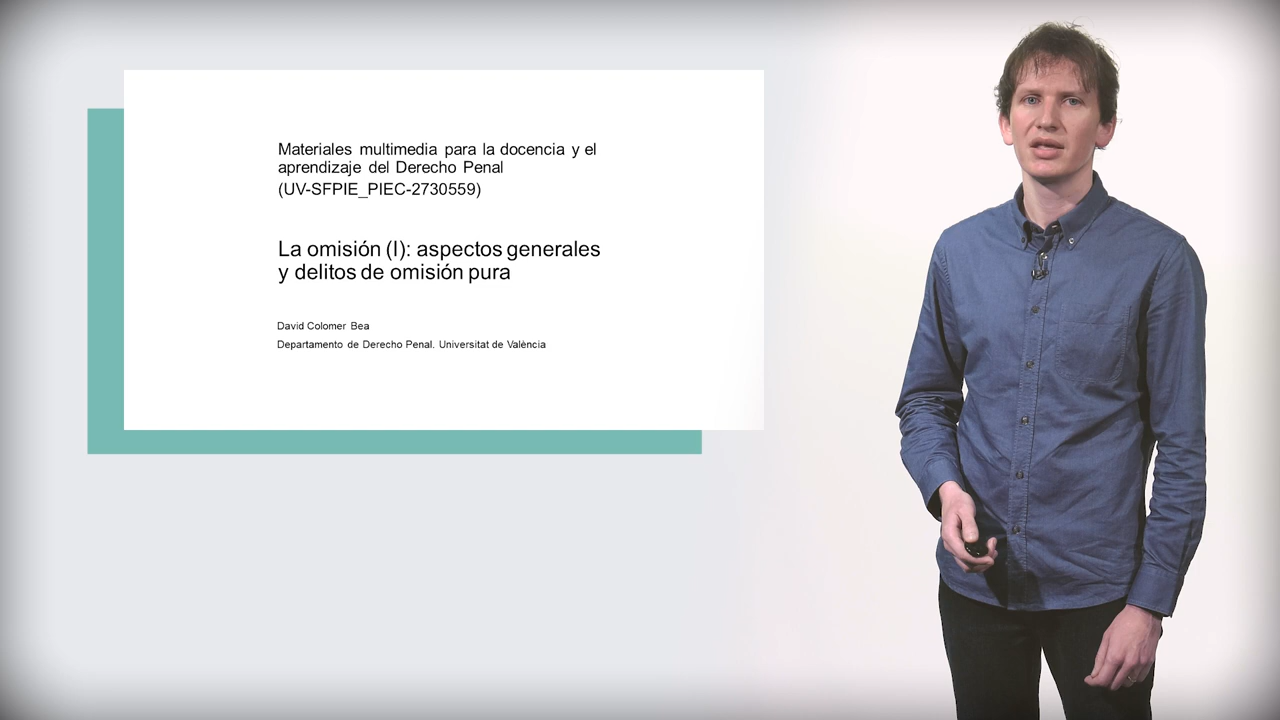 Materiales multimedia para la docencia y el
aprendizaje del Derecho Penal
(UV-SFPIE_PIEC-2730559)
La omisión (I): aspectos generales
y delitos de omisión pura
David Colomer Bea
Departamento de Derecho Penal. Universitat de València